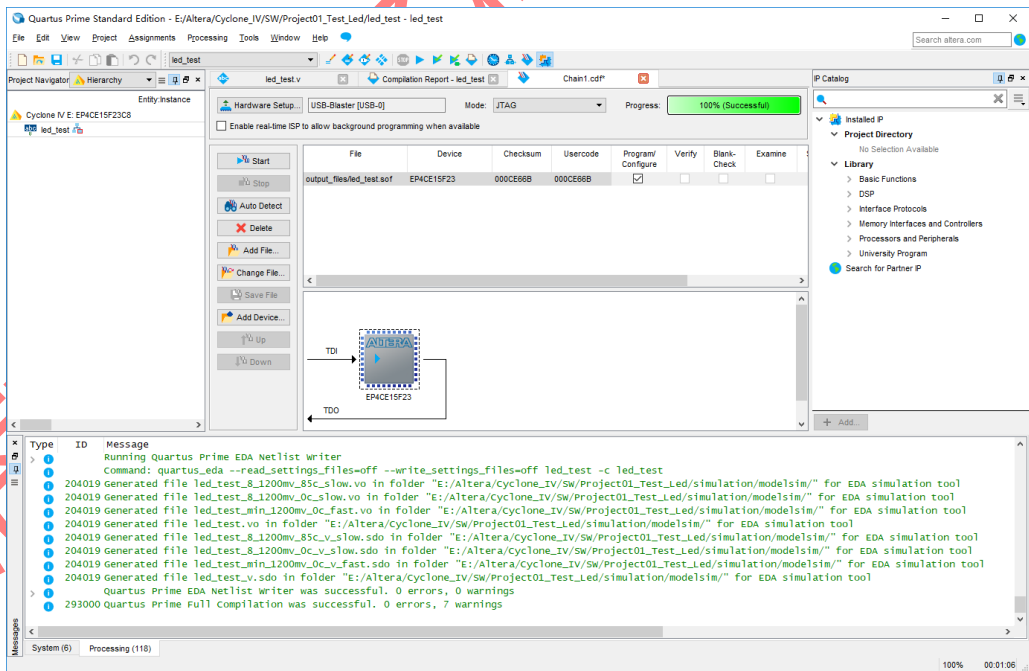 Quartus Prime Standard Edition - E:/Altera/Cyclone_IV/SW/Project01_Test_Led/led_test - led_test
File Edit View Project Assignments Processing Tools Window Help
Search altera.com
led_test
Project Navigator Hierarchy
led_test.v
Compilation Report - led_test
Chain1.cdf*
IP Catalog
Entity:Instance
Cyclone IV E: EP4CE15F23C8
led_test
Hardware Setup... USB-Blaster [USB-0] Mode: JTAG Progress: 100% (Successful)
Enable real-time ISP to allow background programming when available
Start
Stop
Auto Detect
Delete
Add File...
Change File...
Save File
Add Device...
Up
Down
File Device Checksum Usercode Program/ Configure Verify Blank- Check Examine
output_files/led_test.sof EP4CE15F23 000CE66B 000CE66B
TDI
ALTERA
EP4CE15F23
TDO
Installed IP
Project Directory
No Selection Available
Library
Basic Functions
DSP
Interface Protocols
Memory Interfaces and Controllers
Processors and Peripherals
University Program
Search for Partner IP
+ Add...
Type ID Message
Running Quartus Prime EDA Netlist Writer
Command: quartus_eda --read_settings_files=off --write_settings_files=off led_test -c led_test
204019 Generated file led_test_8_1200mv_85c_slow.vo in folder "E:/Altera/Cyclone_IV/SW/Project01_Test_Led/simulation/modelsim/" for EDA simulation tool
204019 Generated file led_test_8_1200mv_0c_slow.vo in folder "E:/Altera/Cyclone_IV/SW/Project01_Test_Led/simulation/modelsim/" for EDA simulation tool
204019 Generated file led_test_min_1200mv_0c_fast.vo in folder "E:/Altera/Cyclone_IV/SW/Project01_Test_Led/simulation/modelsim/" for EDA simulation tool
204019 Generated file led_test.vo in folder "E:/Altera/Cyclone_IV/SW/Project01_Test_Led/simulation/modelsim/" for EDA simulation tool
204019 Generated file led_test_8_1200mv_85c_v_slow.sdo in folder "E:/Altera/Cyclone_IV/SW/Project01_Test_Led/simulation/modelsim/" for EDA simulation tool
204019 Generated file led_test_8_1200mv_0c_v_slow.sdo in folder "E:/Altera/Cyclone_IV/SW/Project01_Test_Led/simulation/modelsim/" for EDA simulation tool
204019 Generated file led_test_min_1200mv_0c_v_fast.sdo in folder "E:/Altera/Cyclone_IV/SW/Project01_Test_Led/simulation/modelsim/" for EDA simulation tool
204019 Generated file led_test_v.sdo in folder "E:/Altera/Cyclone_IV/SW/Project01_Test_Led/simulation/modelsim/" for EDA simulation tool
Quartus Prime EDA Netlist Writer was successful. 0 errors, 0 warnings
293000 Quartus Prime Full Compilation was successful. 0 errors, 7 warnings
Messages
System (6) Processing (118)
100% 00:01:06